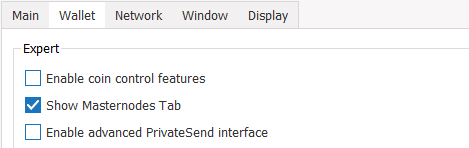 Main Wallet Network Window Display
Expert
Enable coin control features
Show Masternodes Tab
Enable advanced PrivateSend interface